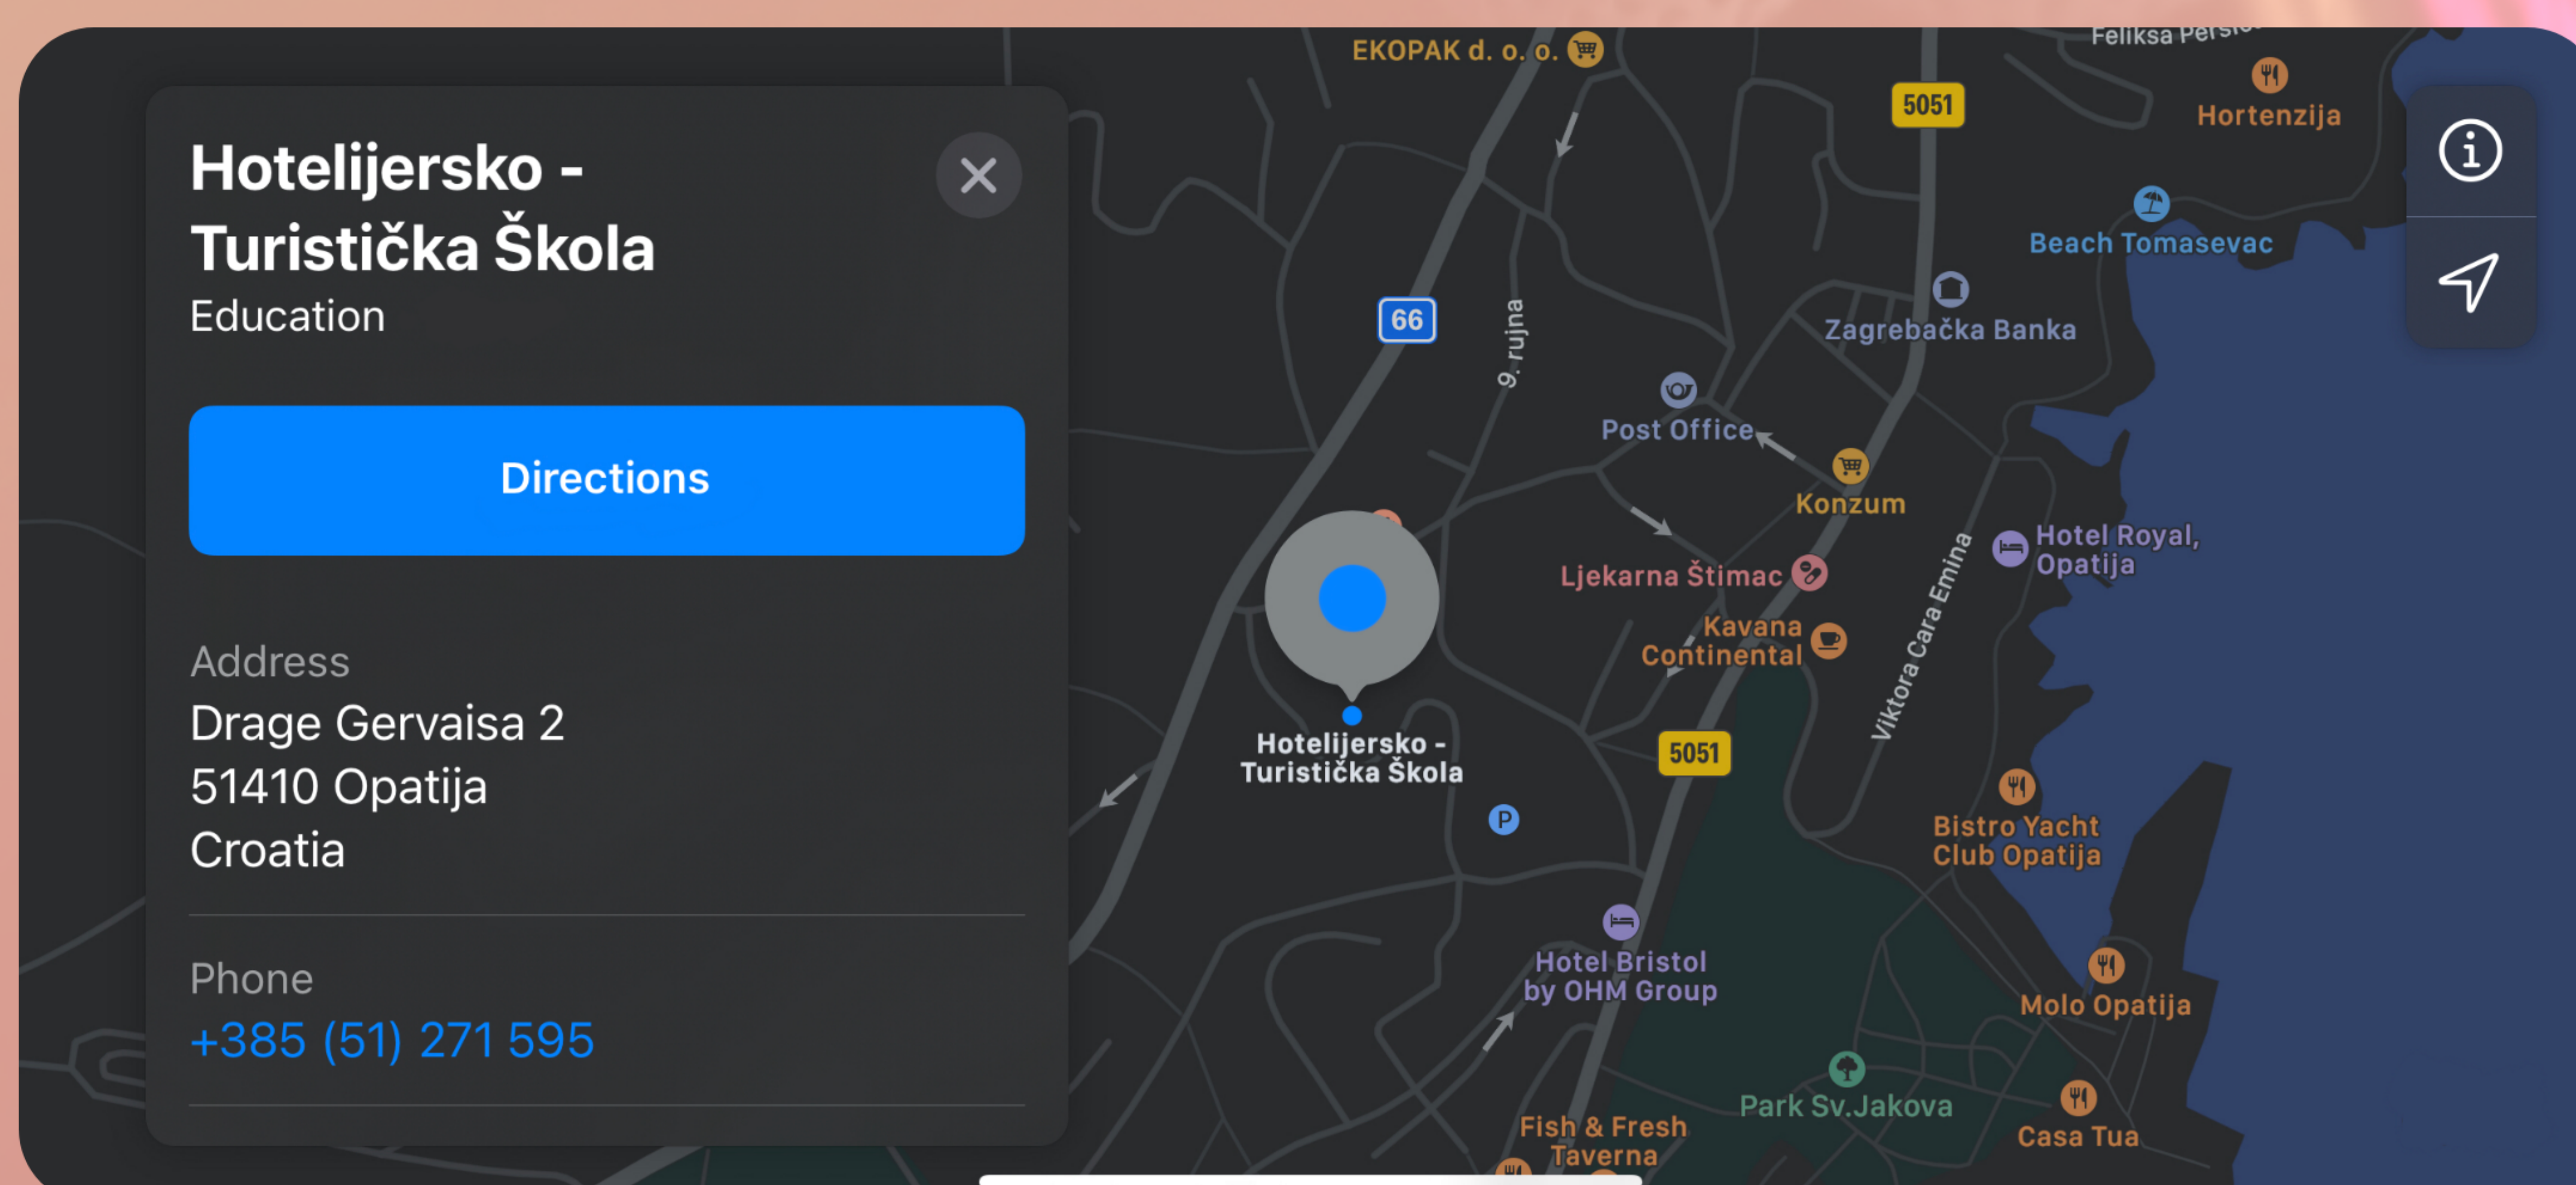 Hotelijersko -
Turistička Škola
Education
Directions
Address
Drage Gervaisa 2
51410 Opatija
Croatia
Phone
+385 (51) 271 595
EKOPAK d. o. o.
5051
Hortenzija
Beach Tomasevac
66
9. rujna
Zagrebačka Banka
Post Office
Konzum
Hotel Royal,
Opatija
Ljekarna Štimac
Kavana
Continental
Viktora Cara Emina
Hotelijersko -
Turistička Škola
5051
P
Bistro Yacht
Club Opatija
Hotel Bristol
by OHM Group
Molo Opatija
Park Sv.Jakova
Casa Tua
Fish & Fresh
Taverna